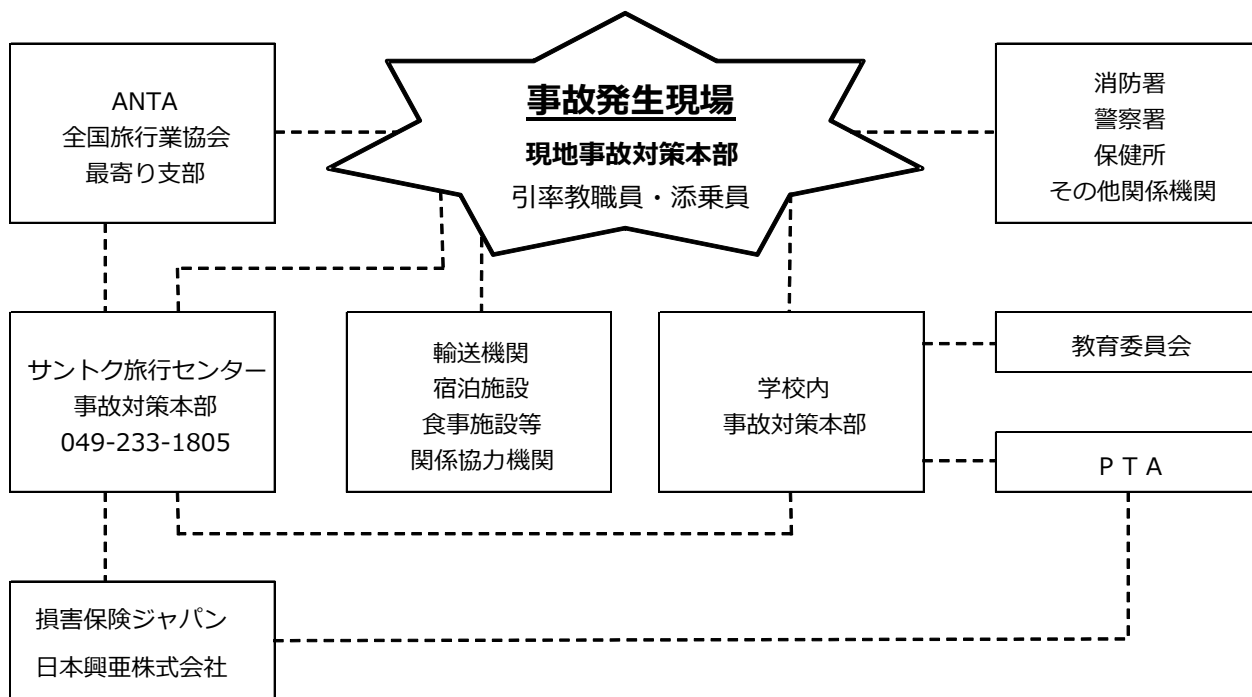 ANTA
全国旅行業協会
最寄り支部
事故発生現場
現地事故対策本部
引率教職員・添乗員
消防署
警察署
保健所
その他関係機関
サントク旅行センター
事故対策本部
049-233-1805
輸送機関
宿泊施設
食事施設等
関係協力機関
学校内
事故対策本部
教育委員会
ＰＴＡ
損害保険ジャパン
日本興亜株式会社